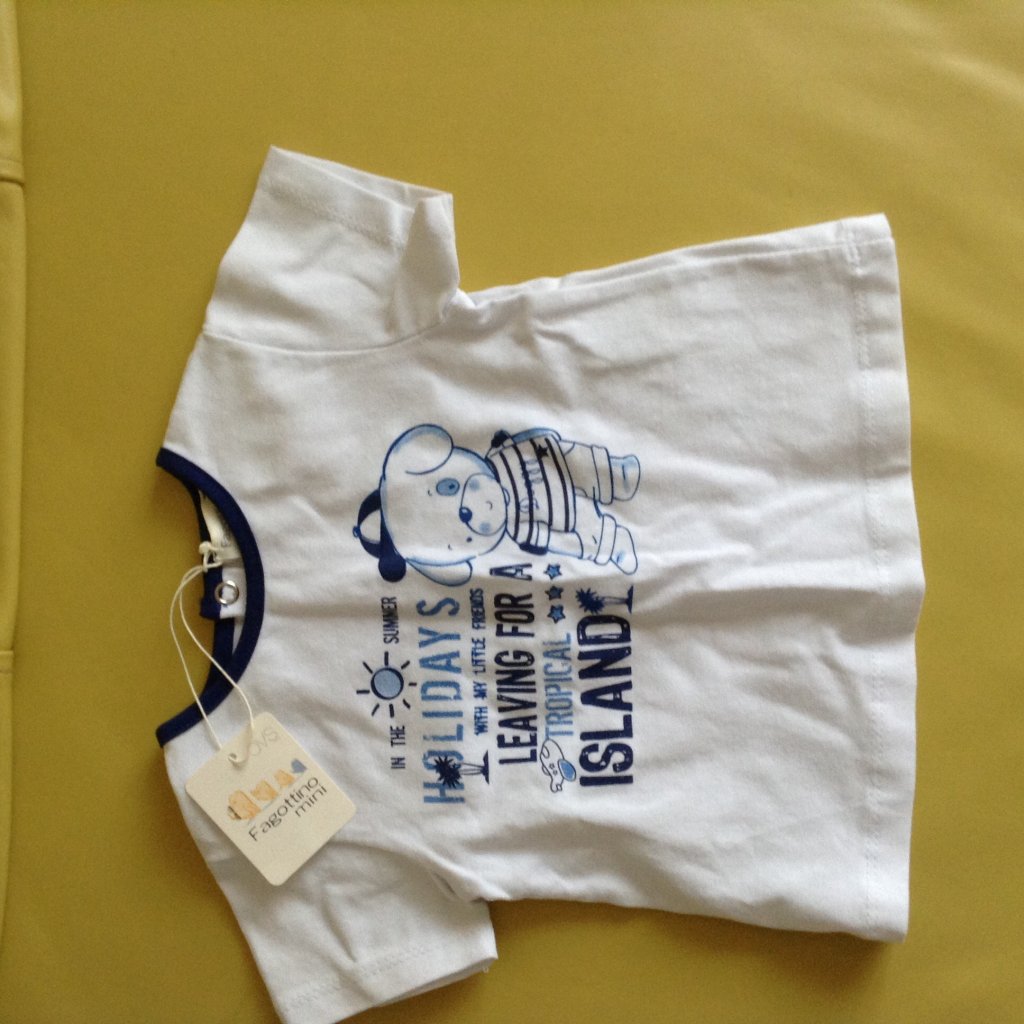 IN THE SUMMER
HOLIDAYS
WITH MY LITTLE FRIENDS
LEAVING FOR A
TROPICAL
ISLAND
OVS
Fagottino
mini